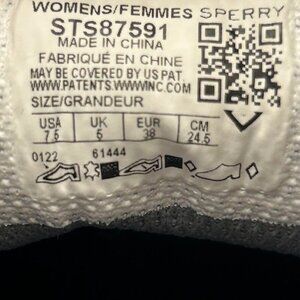 WOMENS/FEMMES SPERRY
STS87591
MADE IN CHINA
FABRIQUÉ EN CHINE
MAY BE COVERED BY US PAT.
WWW.PATENTS.WWWINC.COM
SIZE/GRANDEUR
USA UK EUR CM
7.5 5 38 24.5
0122 61444